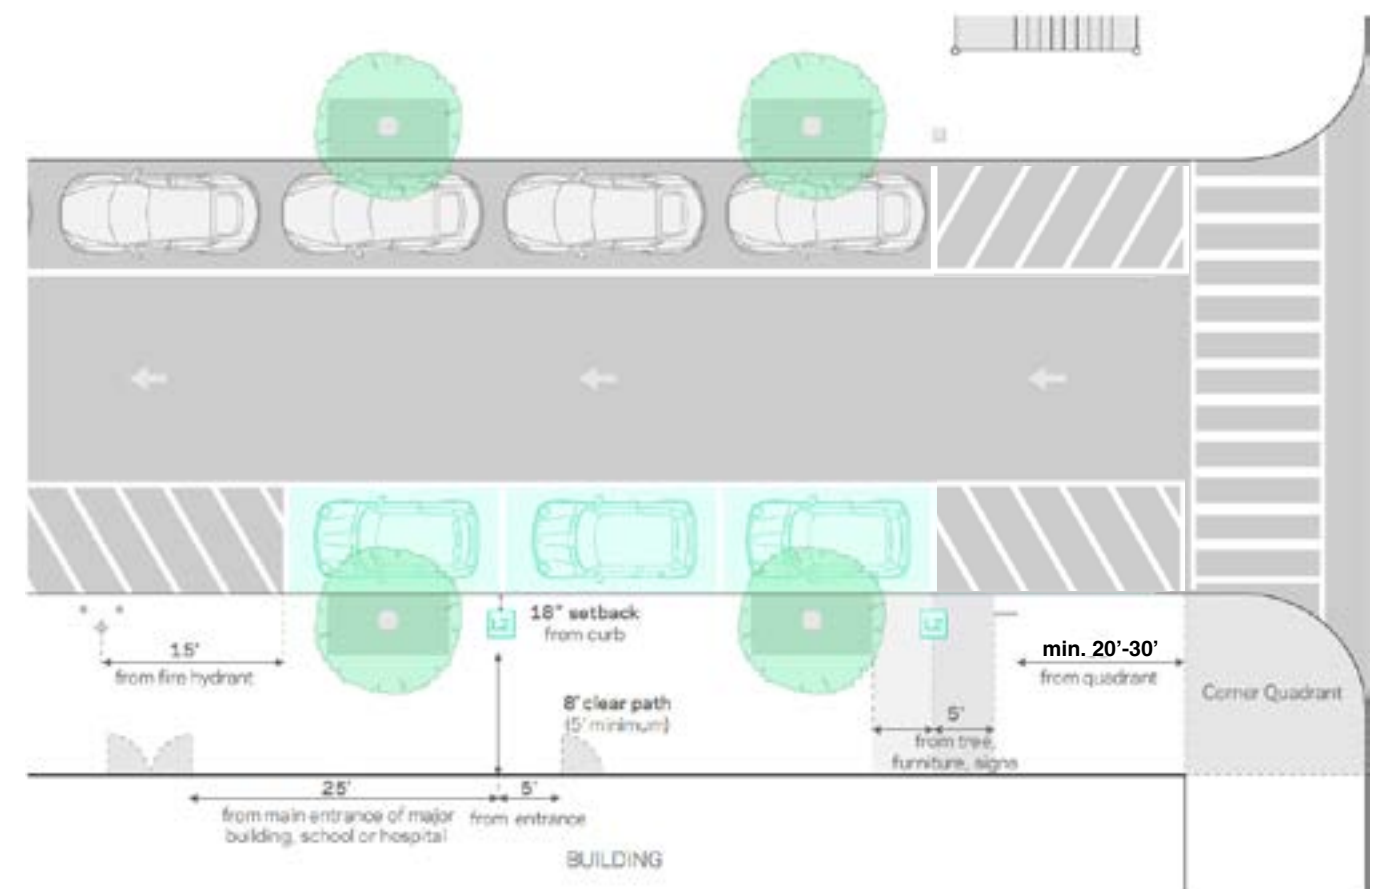 18" setback
from curb
15'
from fire hydrant
L2
L2
min. 20'-30'
from quadrant
Corner Quadrant
8' clear path
(5' minimum)
5'
from tree,
furniture, signs
25'
from main entrance of major
building, school or hospital
5'
from entrance
BUILDING